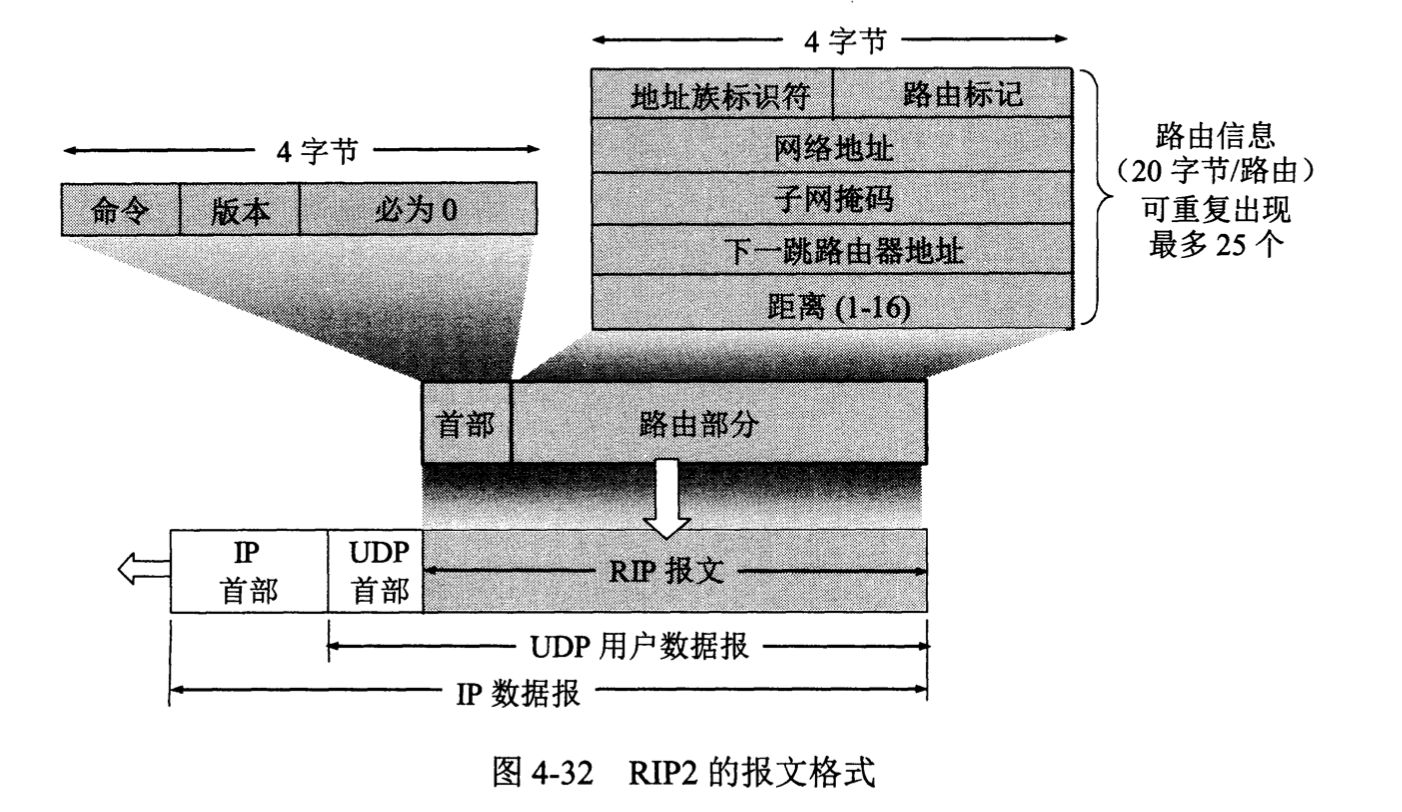 4 字节
地址族标识符 路由标记
网络地址
子网掩码
下一跳路由器地址
距离 (1-16)
路由信息
(20 字节/路由)
可重复出现
最多 25 个
4 字节
命令 版本 必为 0
首部 路由部分
IP
首部
UDP
首部
RIP 报文
UDP 用户数据报
IP 数据报
图 4-32 RIP2 的报文格式